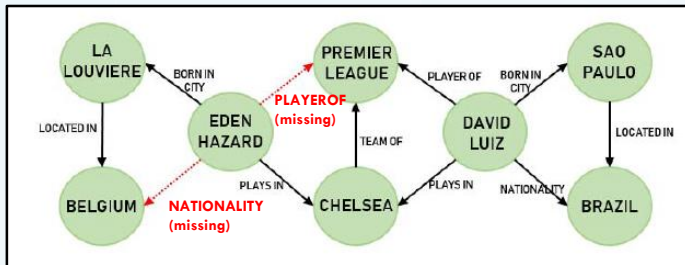 LA
LOUVIERE
PREMIER
LEAGUE
SAO
PAULO
BORN IN
CITY
PLAYEROF
(missing)
PLAYER OF
BORN IN
CITY
LOCATED IN
EDEN
HAZARD
TEAM OF
DAVID
LUIZ
LOCATED IN
BELGIUM
NATIONALITY
(missing)
PLAYS IN
CHELSEA
PLAYS IN
NATIONALITY
BRAZIL